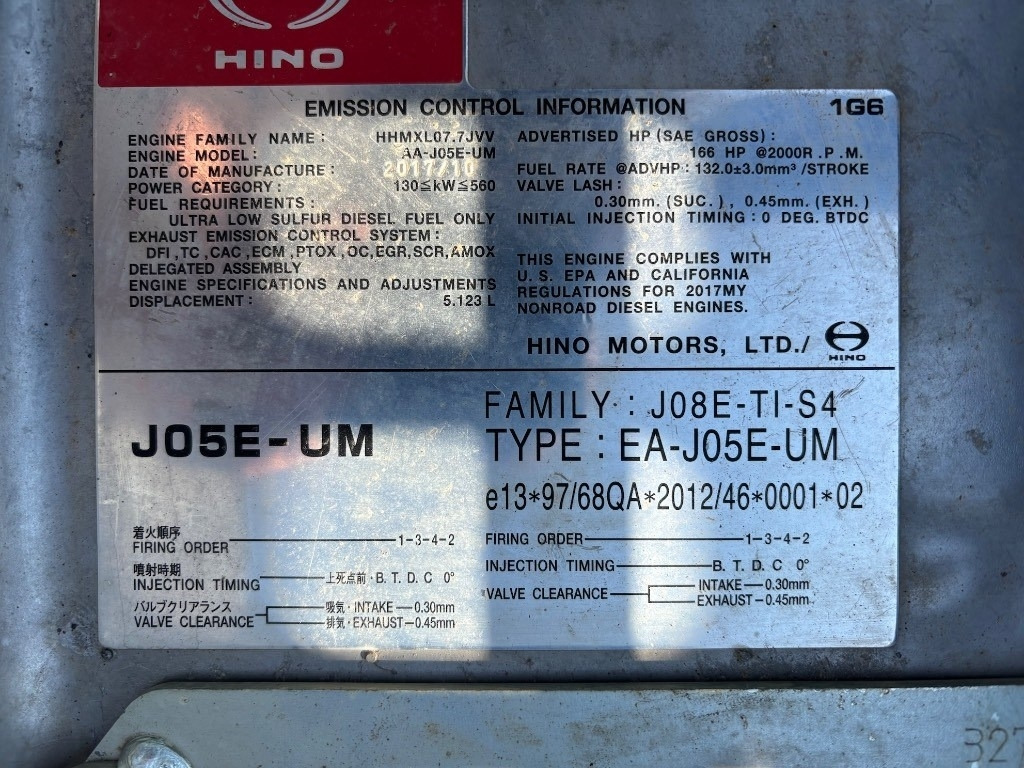 HINO
EMISSION CONTROL INFORMATION 1G6
ENGINE FAMILY NAME : HHMXL07.7JVV
ENGINE MODEL : AA-J05E-UM
DATE OF MANUFACTURE : 2017/10
POWER CATEGORY : 130≦kW≦560
FUEL REQUIREMENTS :
ULTRA LOW SULFUR DIESEL FUEL ONLY
EXHAUST EMISSION CONTROL SYSTEM :
DFI ,TC ,CAC ,ECM ,PTOX ,OC,EGR,SCR,AMOX
DELEGATED ASSEMBLY
ENGINE SPECIFICATIONS AND ADJUSTMENTS
DISPLACEMENT : 5.123 L
ADVERTISED HP (SAE GROSS) :
166 HP @2000R .P .M.
FUEL RATE @ADVHP : 132.0±3.0mm³ /STROKE
VALVE LASH :
0.30mm. (SUC. ) , 0.45mm. (EXH. )
INITIAL INJECTION TIMING : 0 DEG. BTDC
THIS ENGINE COMPLIES WITH
U. S. EPA AND CALIFORNIA
REGULATIONS FOR 2017MY
NONROAD DIESEL ENGINES.
HINO MOTORS, LTD./ HINO
J05E-UM
着火順序
FIRING ORDER 1-3-4-2
噴射時期
INJECTION TIMING 上死点前・B. T. D. C 0°
バルブクリアランス
VALVE CLEARANCE
吸気・INTAKE 0.30mm
排気・EXHAUST 0.45mm
FAMILY : J08E-TI-S4
TYPE : EA-J05E-UM
e13*97/68QA*2012/46*0001*02
FIRING ORDER 1-3-4-2
INJECTION TIMING B. T. D. C 0°
VALVE CLEARANCE
INTAKE 0.30mm
EXHAUST 0.45mm
327